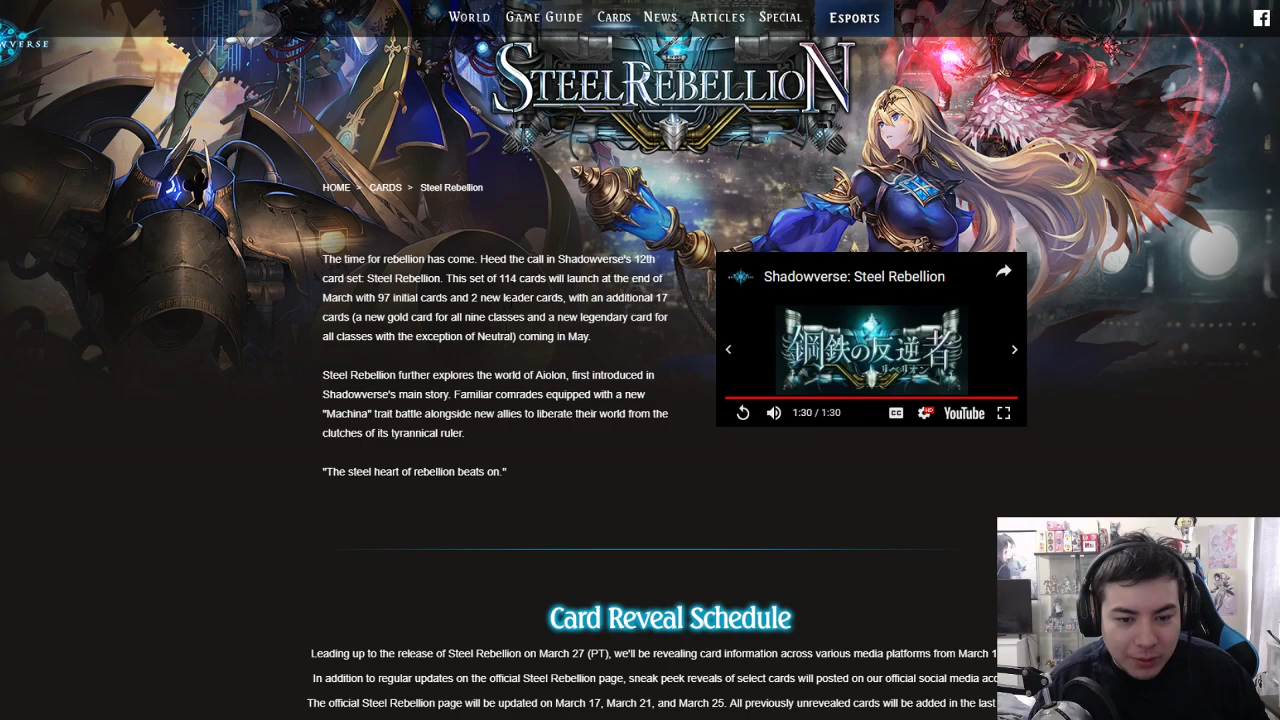 World Game Guide Cards News Articles Special Esports
VERSE
STEEL REBELLION
HOME > CARDS > Steel Rebellion
The time for rebellion has come. Heed the call in Shadowverse's 12th
card set: Steel Rebellion. This set of 114 cards will launch at the end of
March with 97 initial cards and 2 new leader cards, with an additional 17
cards (a new gold card for all nine classes and a new legendary card for
all classes with the exception of Neutral) coming in May.
Steel Rebellion further explores the world of Aiolon, first introduced in
Shadowverse's main story. Familiar comrades equipped with a new
"Machina" trait battle alongside new allies to liberate their world from the
clutches of its tyrannical ruler.
"The steel heart of rebellion beats on."
Shadowverse: Steel Rebellion
鋼鉄の反逆者
リベリオン
1:30 / 1:30 CC HD YouTube
Card Reveal Schedule
Leading up to the release of Steel Rebellion on March 27 (PT), we'll be revealing card information across various media platforms from March 1
In addition to regular updates on the official Steel Rebellion page, sneak peek reveals of select cards will posted on our official social media acc
The official Steel Rebellion page will be updated on March 17, March 21, and March 25. All previously unrevealed cards will be added in the last